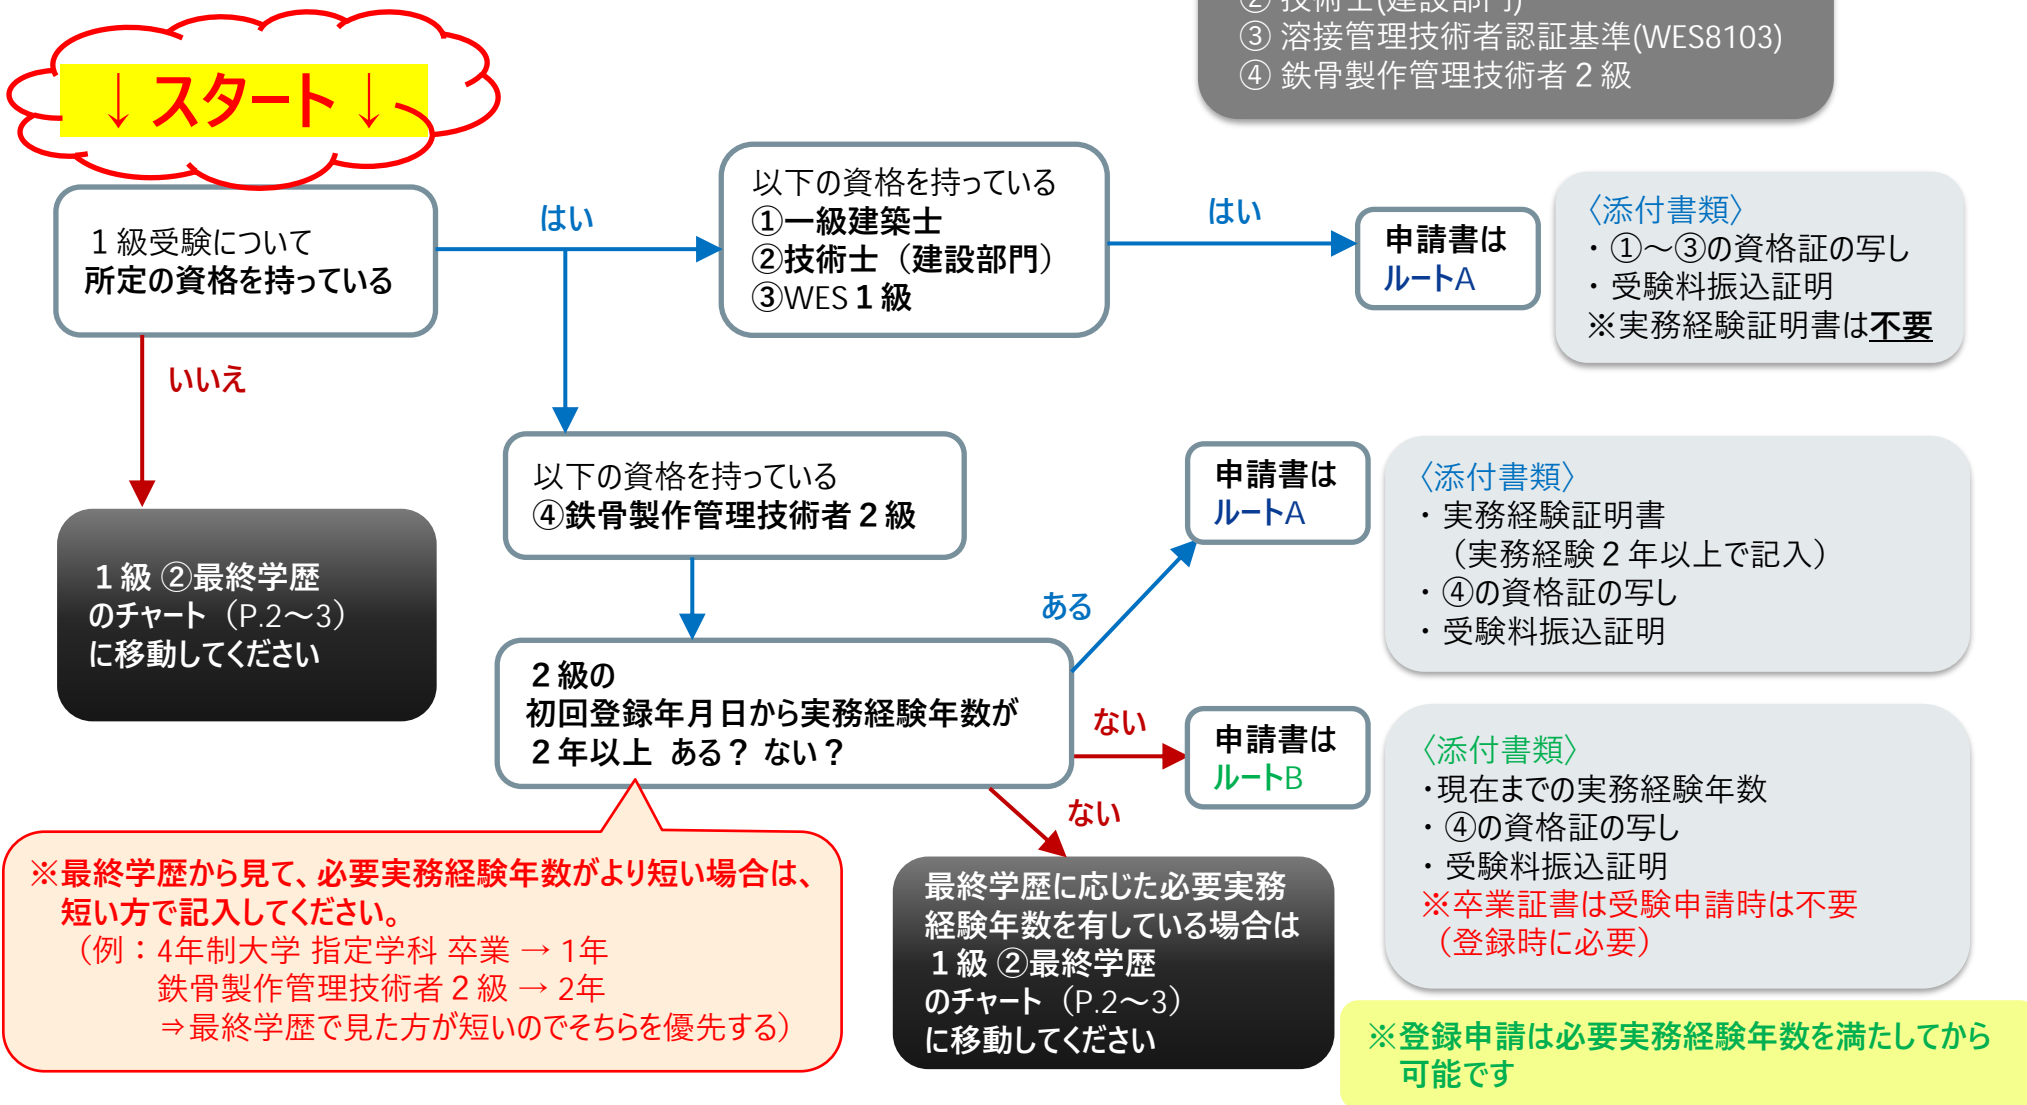 ② 技術士(建設部門)
③ 溶接管理技術者認証基準(WES8103)
④ 鉄骨製作管理技術者２級
↓スタート↓
１級受験について
所定の資格を持っている
はい
以下の資格を持っている
①一級建築士
②技術士（建設部門）
③WES１級
はい
申請書は
ルートA
〈添付書類〉
・①～③の資格証の写し
・受験料振込証明
※実務経験証明書は不要
いいえ
以下の資格を持っている
④鉄骨製作管理技術者２級
申請書は
ルートA
〈添付書類〉
・実務経験証明書
（実務経験２年以上で記入）
・④の資格証の写し
・受験料振込証明
１級 ②最終学歴
のチャート（P.2～3）
に移動してください
ある
２級の
初回登録年月日から実務経験年数が
２年以上 ある？ ない？
ない
申請書は
ルートB
〈添付書類〉
・現在までの実務経験年数
・④の資格証の写し
・受験料振込証明
※卒業証書は受験申請時は不要
（登録時に必要）
ない
※最終学歴から見て、必要実務経験年数がより短い場合は、
短い方で記入してください。
（例：4年制大学 指定学科 卒業 → 1年
鉄骨製作管理技術者２級 → 2年
⇒最終学歴で見た方が短いのでそちらを優先する）
最終学歴に応じた必要実務
経験年数を有している場合は
１級 ②最終学歴
のチャート（P.2～3）
に移動してください
※登録申請は必要実務経験年数を満たしてから
可能です